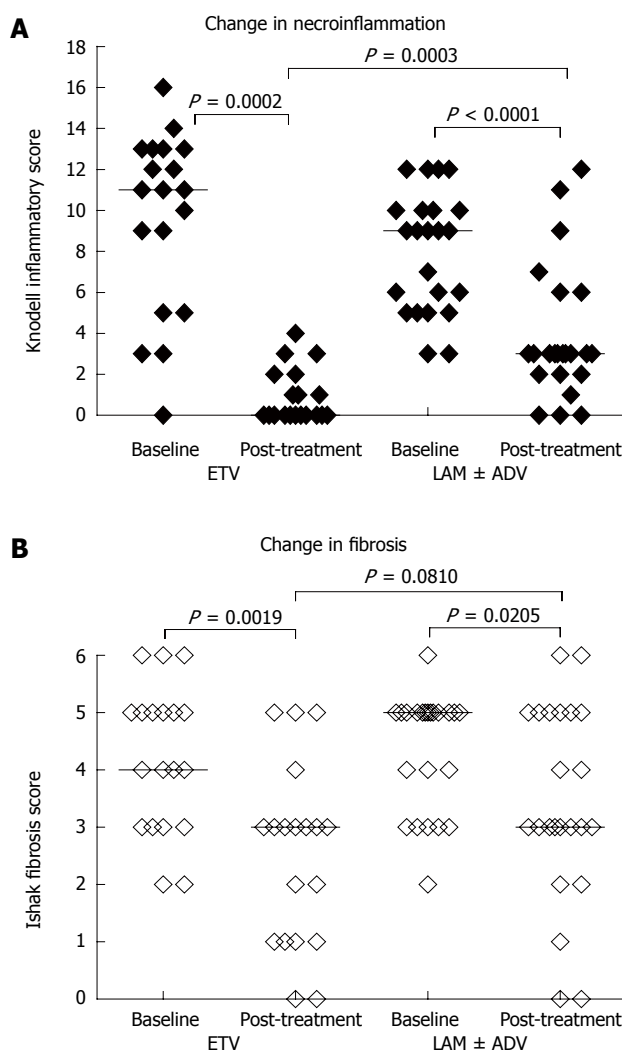 A
Change in necroinflammation
P = 0.0003
P = 0.0002
P < 0.0001
Knodell inflammatory score
18
16
14
12
10
8
6
4
2
0
Baseline Post-treatment Baseline Post-treatment
ETV LAM ± ADV
B
Change in fibrosis
P = 0.0810
P = 0.0019
P = 0.0205
Ishak fibrosis score
6
5
4
3
2
1
0
Baseline Post-treatment Baseline Post-treatment
ETV LAM ± ADV